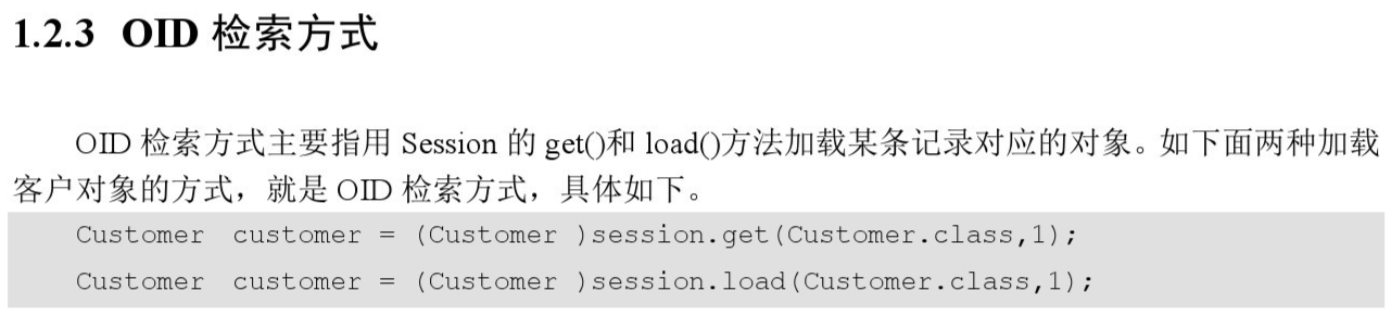 1.2.3 OID 检索方式
OID 检索方式主要指用 Session 的 get()和 load()方法加载某条记录对应的对象。如下面两种加载
客户对象的方式，就是 OID 检索方式，具体如下。
Customer customer = (Customer )session.get(Customer.class,1);
Customer customer = (Customer )session.load(Customer.class,1);